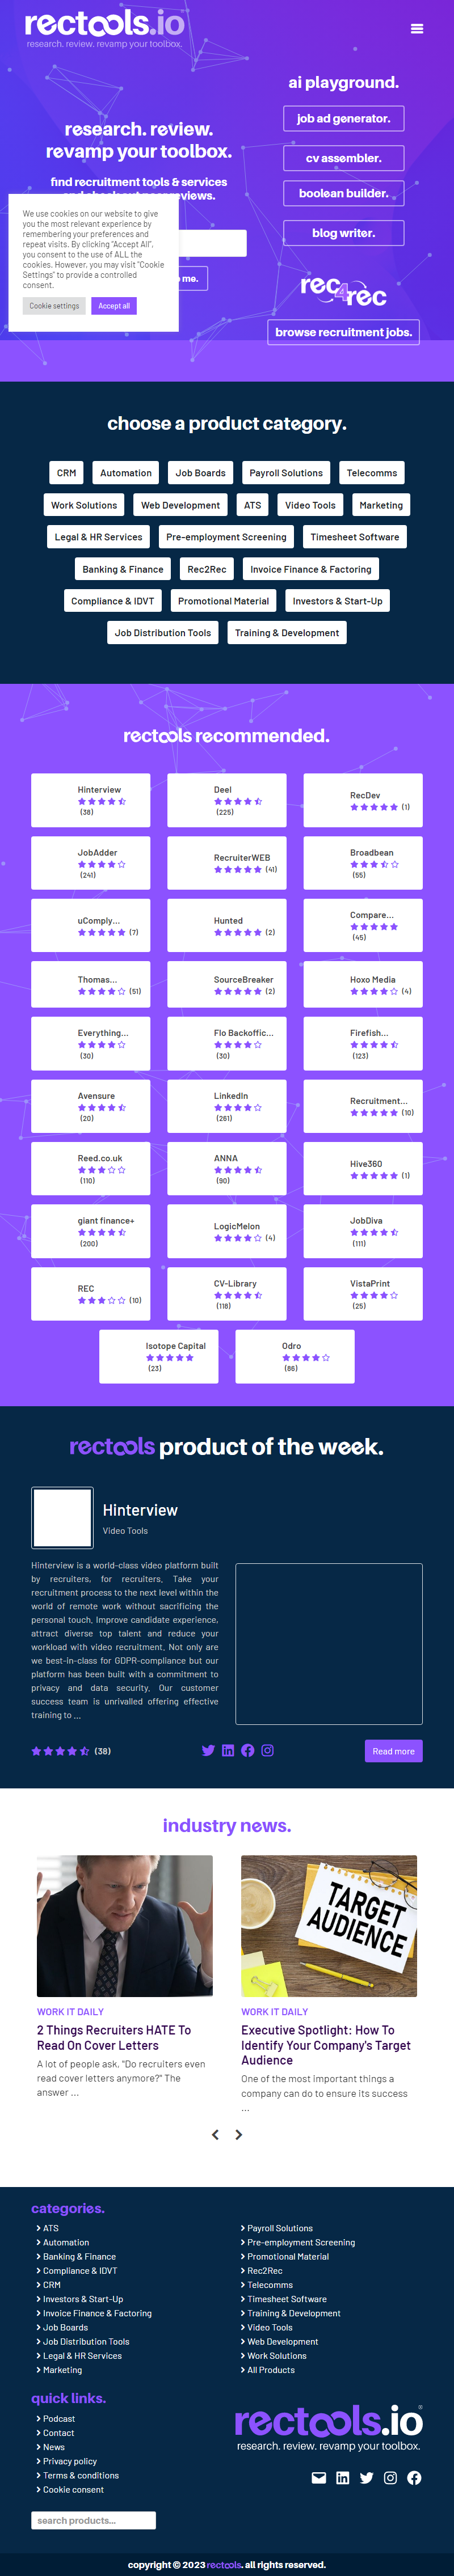 rectools.io
research. review. revamp your toolbox.
research. review.
revamp your toolbox.
find recruitment tools & services
reviews.
me.
ai playground.
job ad generator.
cv assembler.
boolean builder.
blog writer.
rec 4 rec
browse recruitment jobs.
We use cookies on our website to give
you the most relevant experience by
remembering your preferences and
repeat visits. By clicking "Accept All",
you consent to the use of ALL the
cookies. However, you may visit "Cookie
Settings" to provide a controlled
consent.
Cookie settings
Accept all
choose a product category.
CRM
Automation
Job Boards
Payroll Solutions
Telecomms
Work Solutions
Web Development
ATS
Video Tools
Marketing
Legal & HR Services
Pre-employment Screening
Timesheet Software
Banking & Finance
Rec2Rec
Invoice Finance & Factoring
Compliance & IDVT
Promotional Material
Investors & Start-Up
Job Distribution Tools
Training & Development
rectools recommended.
Hinterview
(38)
Deel
(225)
RecDev
(1)
JobAdder
(241)
RecruiterWEB
(41)
Broadbean
(55)
uComply...
(7)
Hunted
(2)
Compare...
(45)
Thomas...
(51)
SourceBreaker
(2)
Hoxo Media
(4)
Everything...
(30)
Flo Backoffic...
(30)
Firefish...
(123)
Avensure
(20)
LinkedIn
(261)
Recruitment...
(10)
Reed.co.uk
(110)
ANNA
(90)
Hive360
(1)
giant finance+
(200)
LogicMelon
(4)
JobDiva
(111)
REC
(10)
CV-Library
(118)
VistaPrint
(25)
Isotope Capital
(23)
Odro
(86)
rectools product of the week.
Hinterview
Video Tools
Hinterview is a world-class video platform built
by recruiters, for recruiters. Take your
recruitment process to the next level within the
world of remote work without sacrificing the
personal touch. Improve candidate experience,
attract diverse top talent and reduce your
workload with video recruitment. Not only are
we best-in-class for GDPR-compliance but our
platform has been built with a commitment to
privacy and data security. Our customer
success team is unrivalled offering effective
training to ...
(38)
Read more
industry news.
WORK IT DAILY
2 Things Recruiters HATE To
Read On Cover Letters
A lot of people ask, "Do recruiters even
read cover letters anymore?" The
answer ...
TARGET
AUDIENCE
WORK IT DAILY
Executive Spotlight: How To
Identify Your Company's Target
Audience
One of the most important things a
company can do to ensure its success
...
categories.
ATS
Automation
Banking & Finance
Compliance & IDVT
CRM
Investors & Start-Up
Invoice Finance & Factoring
Job Boards
Job Distribution Tools
Legal & HR Services
Marketing
Payroll Solutions
Pre-employment Screening
Promotional Material
Rec2Rec
Telecomms
Timesheet Software
Training & Development
Video Tools
Web Development
Work Solutions
All Products
quick links.
Podcast
Contact
News
Privacy policy
Terms & conditions
Cookie consent
search products...
rectools.io
research. review. revamp your toolbox.
copyright © 2023 rectools. all rights reserved.